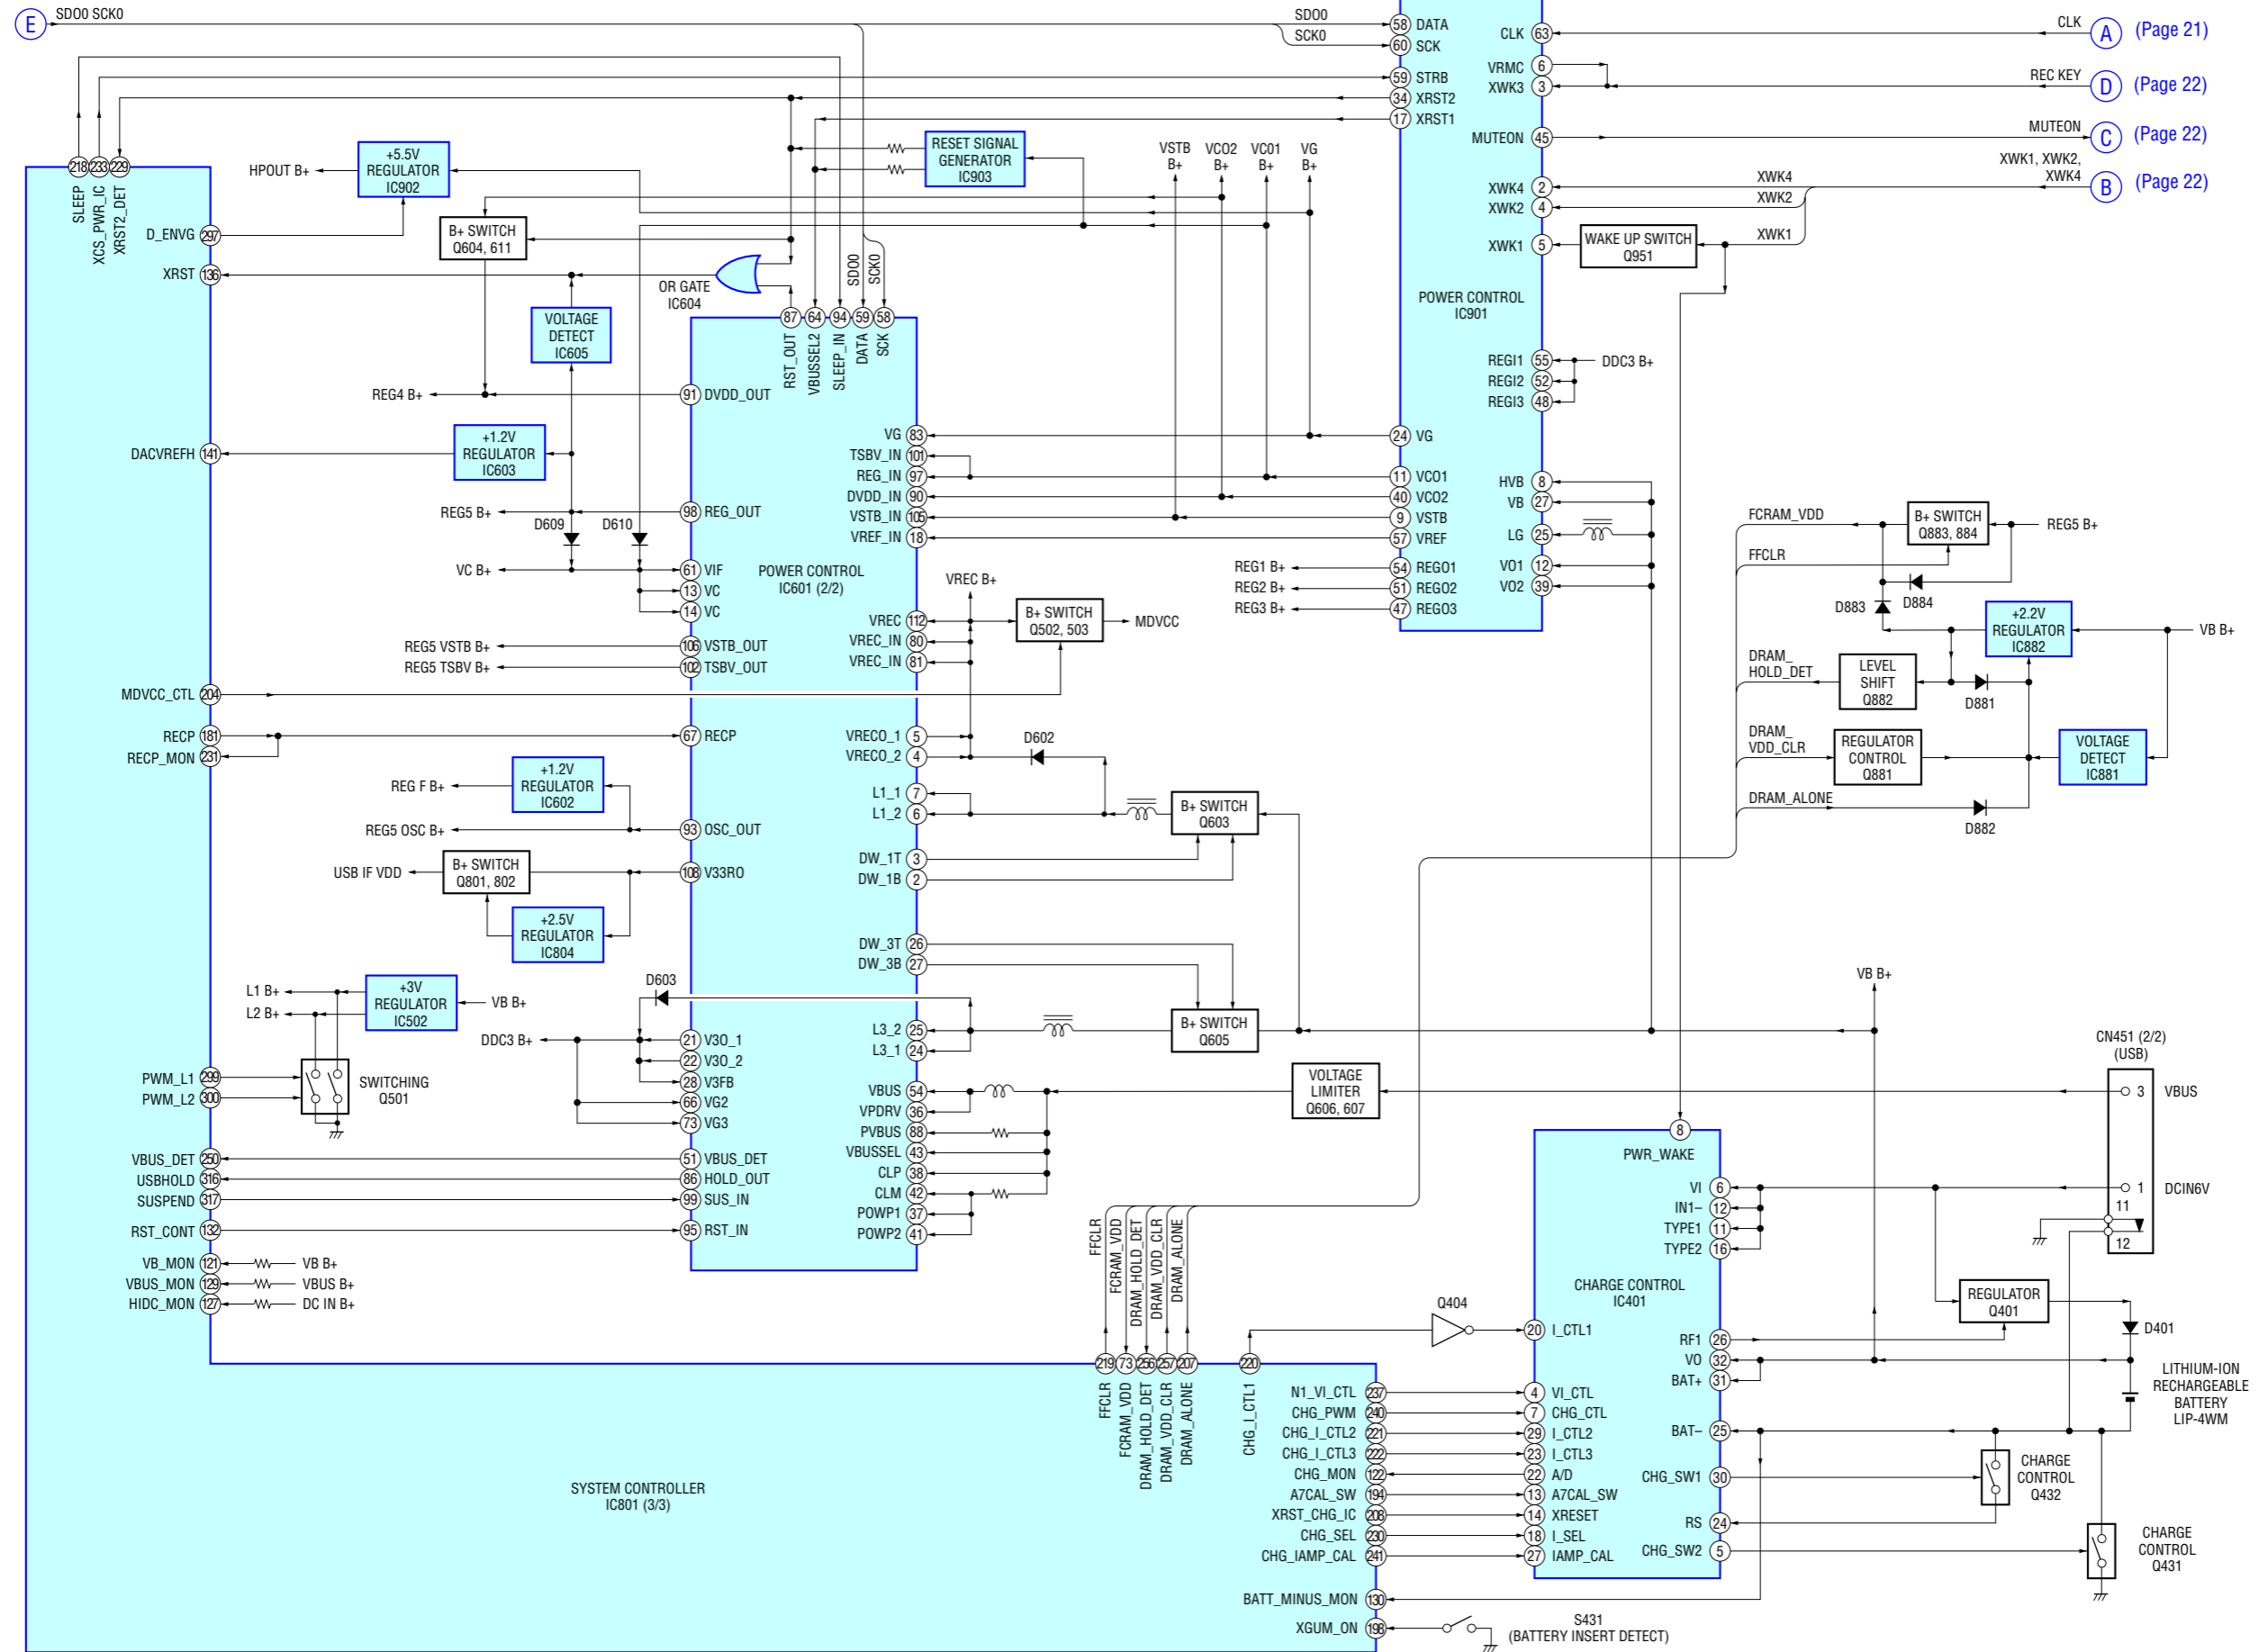 E SDO0 SCK0
SDO0
SCK0
58 DATA
60 SCK
59 STRB
34 XRST2
17 XRST1
CLK 63
VRMC 6
XWK3 3
MUTEON 45
XWK4 2
XWK2 4
XWK1 5
CLK
A (Page 21)
REC KEY
D (Page 22)
MUTEON
C (Page 22)
XWK1, XWK2,
XWK4
B (Page 22)
XWK4
XWK2
XWK1
WAKE UP SWITCH
Q951
POWER CONTROL
IC901
REGI1 55
REGI2 52
REGI3 48
DDC3 B+
24 VG
11 VCO1
40 VCO2
9 VSTB
57 VREF
54 REGO1
51 REGO2
47 REGO3
REG1 B+
REG2 B+
REG3 B+
HVB 8
VB 27
LG 25
VO1 12
VO2 39
218 233 229
SLEEP
XCS_PWR_IC
XRST2_DET
HPOUT B+
+5.5V
REGULATOR
IC902
RESET SIGNAL
GENERATOR
IC903
VSTB
B+
VCO2
B+
VC01
B+
VG
B+
D_ENVG 297
XRST 136
B+ SWITCH
Q604, 611
OR GATE
IC604
SDO0
SCK0
VOLTAGE
DETECT
IC605
87 64 94 59 58
RST_OUT
VBUSSEL2
SLEEP_IN
DATA
SCK
REG4 B+
91 DVDD_OUT
DACVREFH 141
+1.2V
REGULATOR
IC603
REG5 B+
98 REG_OUT
D609
D610
VC B+
61 VIF
13 VC
14 VC
REG5 VSTB B+
106 VSTB_OUT
REG5 TSBV B+
102 TSBV_OUT
MDVCC_CTL 204
RECP 181
RECP_MON 231
67 RECP
REG F B+
+1.2V
REGULATOR
IC602
REG5 OSC B+
93 OSC_OUT
USB IF VDD
B+ SWITCH
Q801, 802
108 V33RO
+2.5V
REGULATOR
IC804
L1 B+
L2 B+
+3V
REGULATOR
IC502
VB B+
D603
DDC3 B+
21 V3O_1
22 V3O_2
28 V3FB
66 VG2
73 VG3
PWM_L1 299
PWM_L2 300
SWITCHING
Q501
VBUS_DET 250
USBHOLD 316
SUSPEND 317
RST_CONT 132
51 VBUS_DET
86 HOLD_OUT
99 SUS_IN
95 RST_IN
VB_MON 121
VBUS_MON 129
HIDC_MON 127
VB B+
VBUS B+
DC IN B+
POWER CONTROL
IC601 (2/2)
VG 83
TSBV_IN 101
REG_IN 97
DVDD_IN 90
VSTB_IN 105
VREF_IN 18
VREC B+
VREC 112
VREC_IN 80
VREC_IN 81
B+ SWITCH
Q502, 503
MDVCC
VRECO_1 5
VRECO_2 4
D602
L1_1 7
L1_2 6
B+ SWITCH
Q603
DW_1T 3
DW_1B 2
DW_3T 26
DW_3B 27
L3_2 25
L3_1 24
B+ SWITCH
Q605
VBUS 54
VPDRV 36
PVBUS 88
VBUSSEL 43
CLP 38
CLM 42
POWP1 37
POWP2 41
VOLTAGE
LIMITER
Q606, 607
FCRAM_VDD
B+ SWITCH
Q883, 884
REG5 B+
FFCLR
D883
D884
+2.2V
REGULATOR
IC882
VB B+
DRAM_
HOLD_DET
LEVEL
SHIFT
Q882
D881
DRAM_
VDD_CLR
REGULATOR
CONTROL
Q881
VOLTAGE
DETECT
IC881
DRAM_ALONE
D882
VB B+
CN451 (2/2)
(USB)
3 VBUS
1 DCIN6V
11
12
8
PWR_WAKE
VI 6
IN1– 12
TYPE1 11
TYPE2 16
CHARGE CONTROL
IC401
REGULATOR
Q401
D401
RF1 26
VO 32
BAT+ 31
BAT– 25
CHG_SW1 30
RS 24
CHG_SW2 5
LITHIUM-ION
RECHARGEABLE
BATTERY
LIP-4WM
CHARGE
CONTROL
Q432
CHARGE
CONTROL
Q431
Q404
20 I_CTL1
4 VI_CTL
7 CHG_CTL
29 I_CTL2
23 I_CTL3
22 A/D
13 A7CAL_SW
14 XRESET
18 I_SEL
27 IAMP_CAL
FFCLR
FCRAM_VDD
DRAM_HOLD_DET
DRAM_VDD_CLR
DRAM_ALONE
219 73 256 257 207 220
FFCLR
FCRAM_VDD
DRAM_HOLD_DET
DRAM_VDD_CLR
DRAM_ALONE
CHG_I_CTL1
N1_VI_CTL 237
CHG_PWM 240
CHG_I_CTL2 221
CHG_I_CTL3 222
CHG_MON 122
A7CAL_SW 194
XRST_CHG_IC 208
CHG_SEL 230
CHG_IAMP_CAL 241
BATT_MINUS_MON 130
XGUM_ON 198
S431
(BATTERY INSERT DETECT)
SYSTEM CONTROLLER
IC801 (3/3)